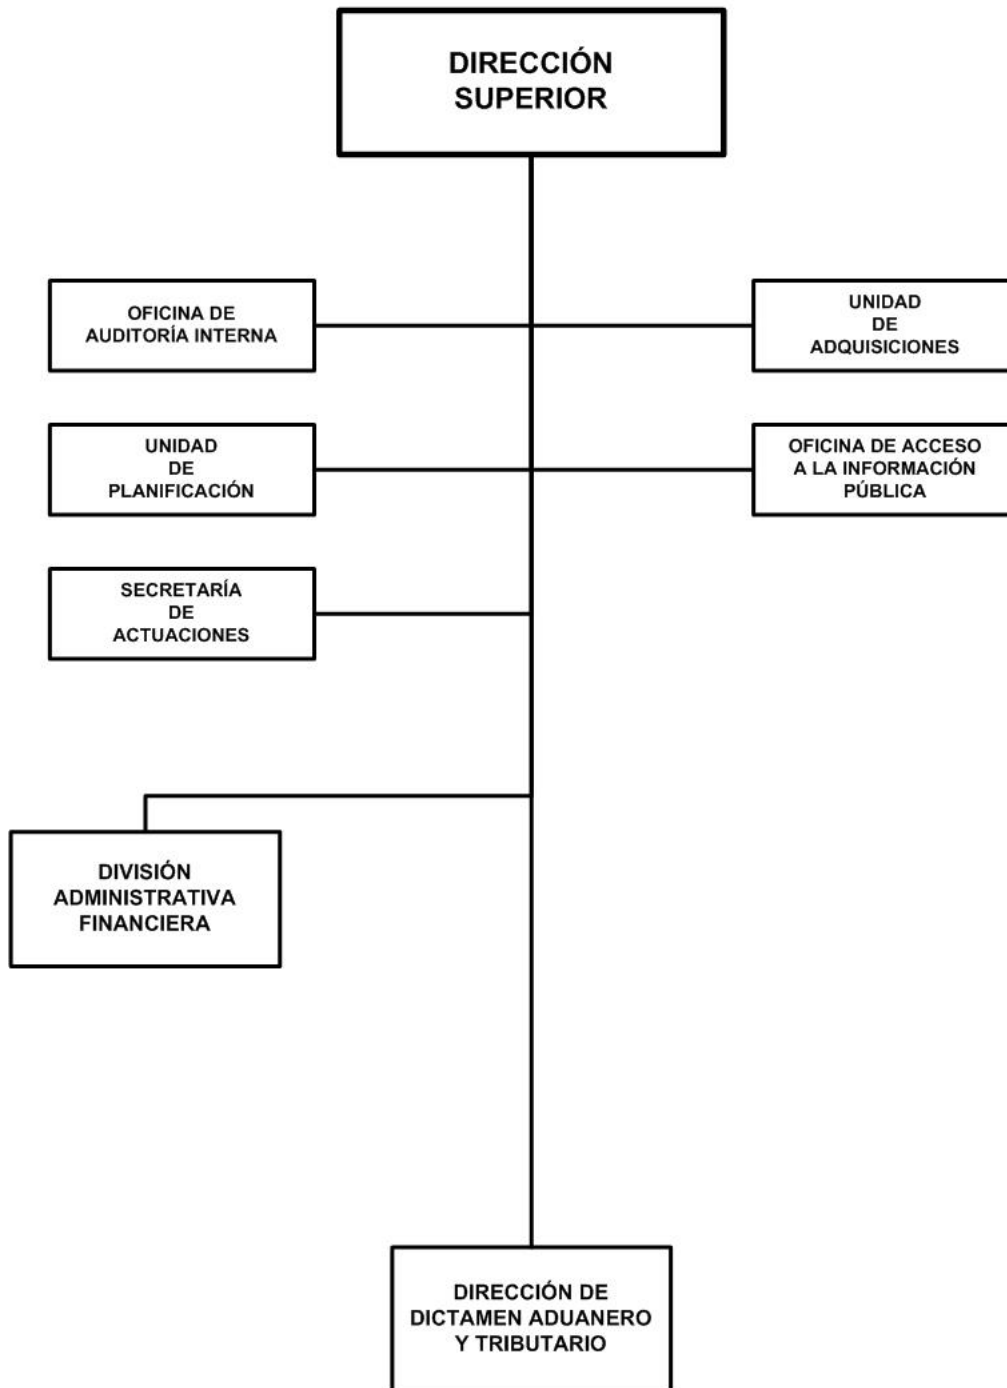 DIRECCIÓN
SUPERIOR
OFICINA DE
AUDITORÍA INTERNA
UNIDAD
DE
ADQUISICIONES
UNIDAD
DE
PLANIFICACIÓN
OFICINA DE ACCESO
A LA INFORMACIÓN
PÚBLICA
SECRETARÍA
DE
ACTUACIONES
DIVISIÓN
ADMINISTRATIVA
FINANCIERA
DIRECCIÓN DE
DICTAMEN ADUANERO
Y TRIBUTARIO